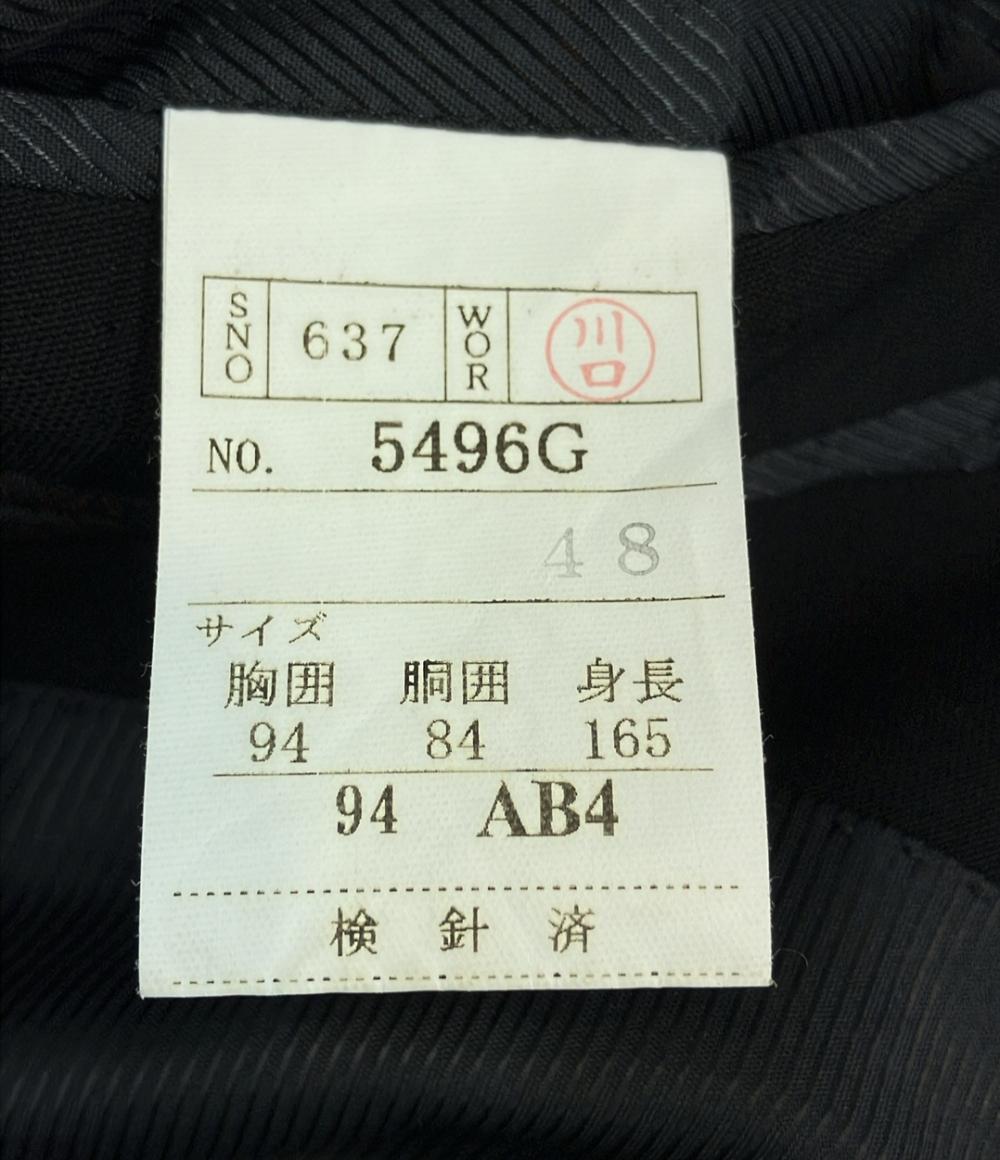 SNO 637 WOR 川口
NO. 5496G
48
サイズ
胸囲 胴囲 身長
94 84 165
94 AB4
検針済